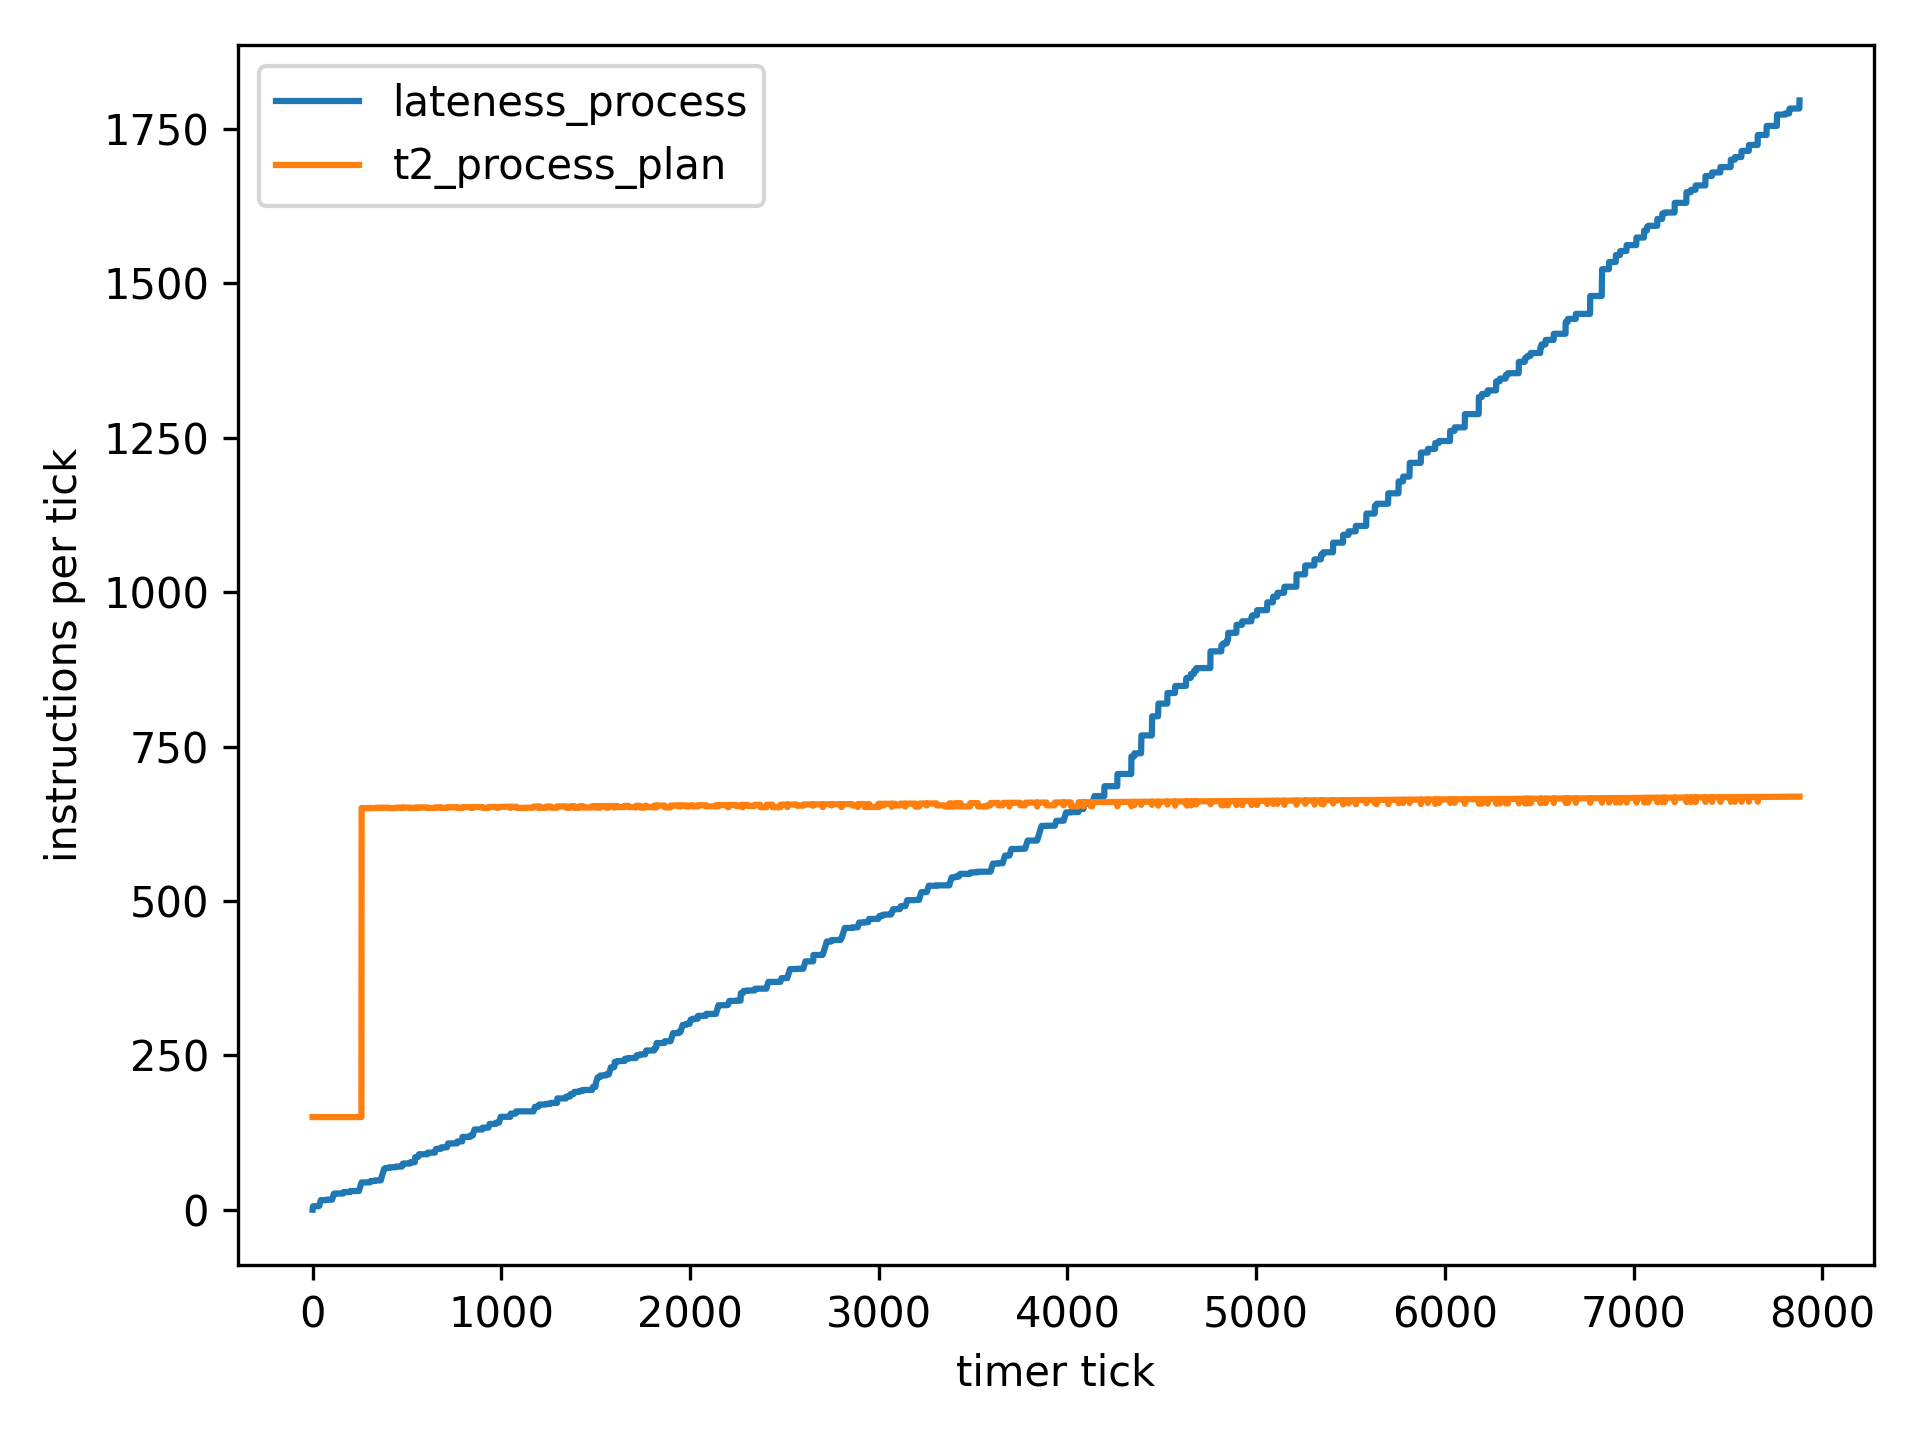 lateness_process
t2_process_plan
1750
1500
1250
1000
750
500
250
0
instructions per tick
0 1000 2000 3000 4000 5000 6000 7000 8000
timer tick